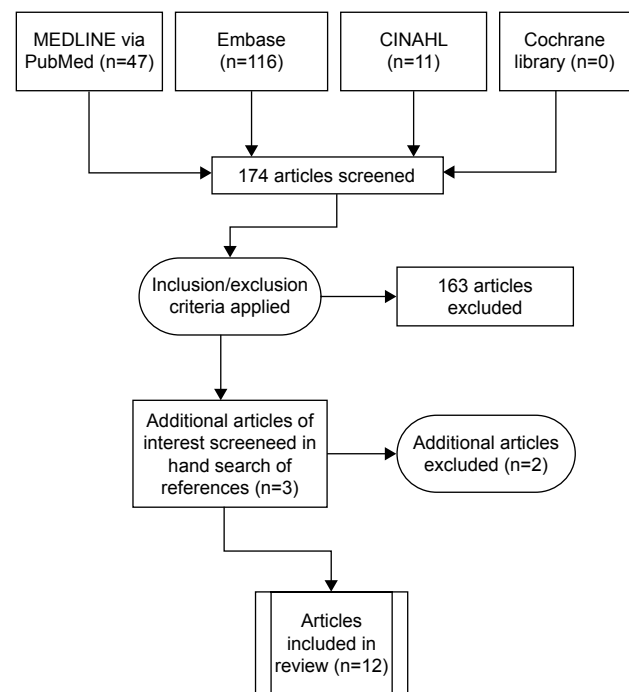 MEDLINE via
PubMed (n=47)
Embase
(n=116)
CINAHL
(n=11)
Cochrane
library (n=0)
174 articles screened
Inclusion/exclusion
criteria applied
163 articles
excluded
Additional articles of
interest screeneed in
hand search of
references (n=3)
Additional articles
excluded (n=2)
Articles
included in
review (n=12)